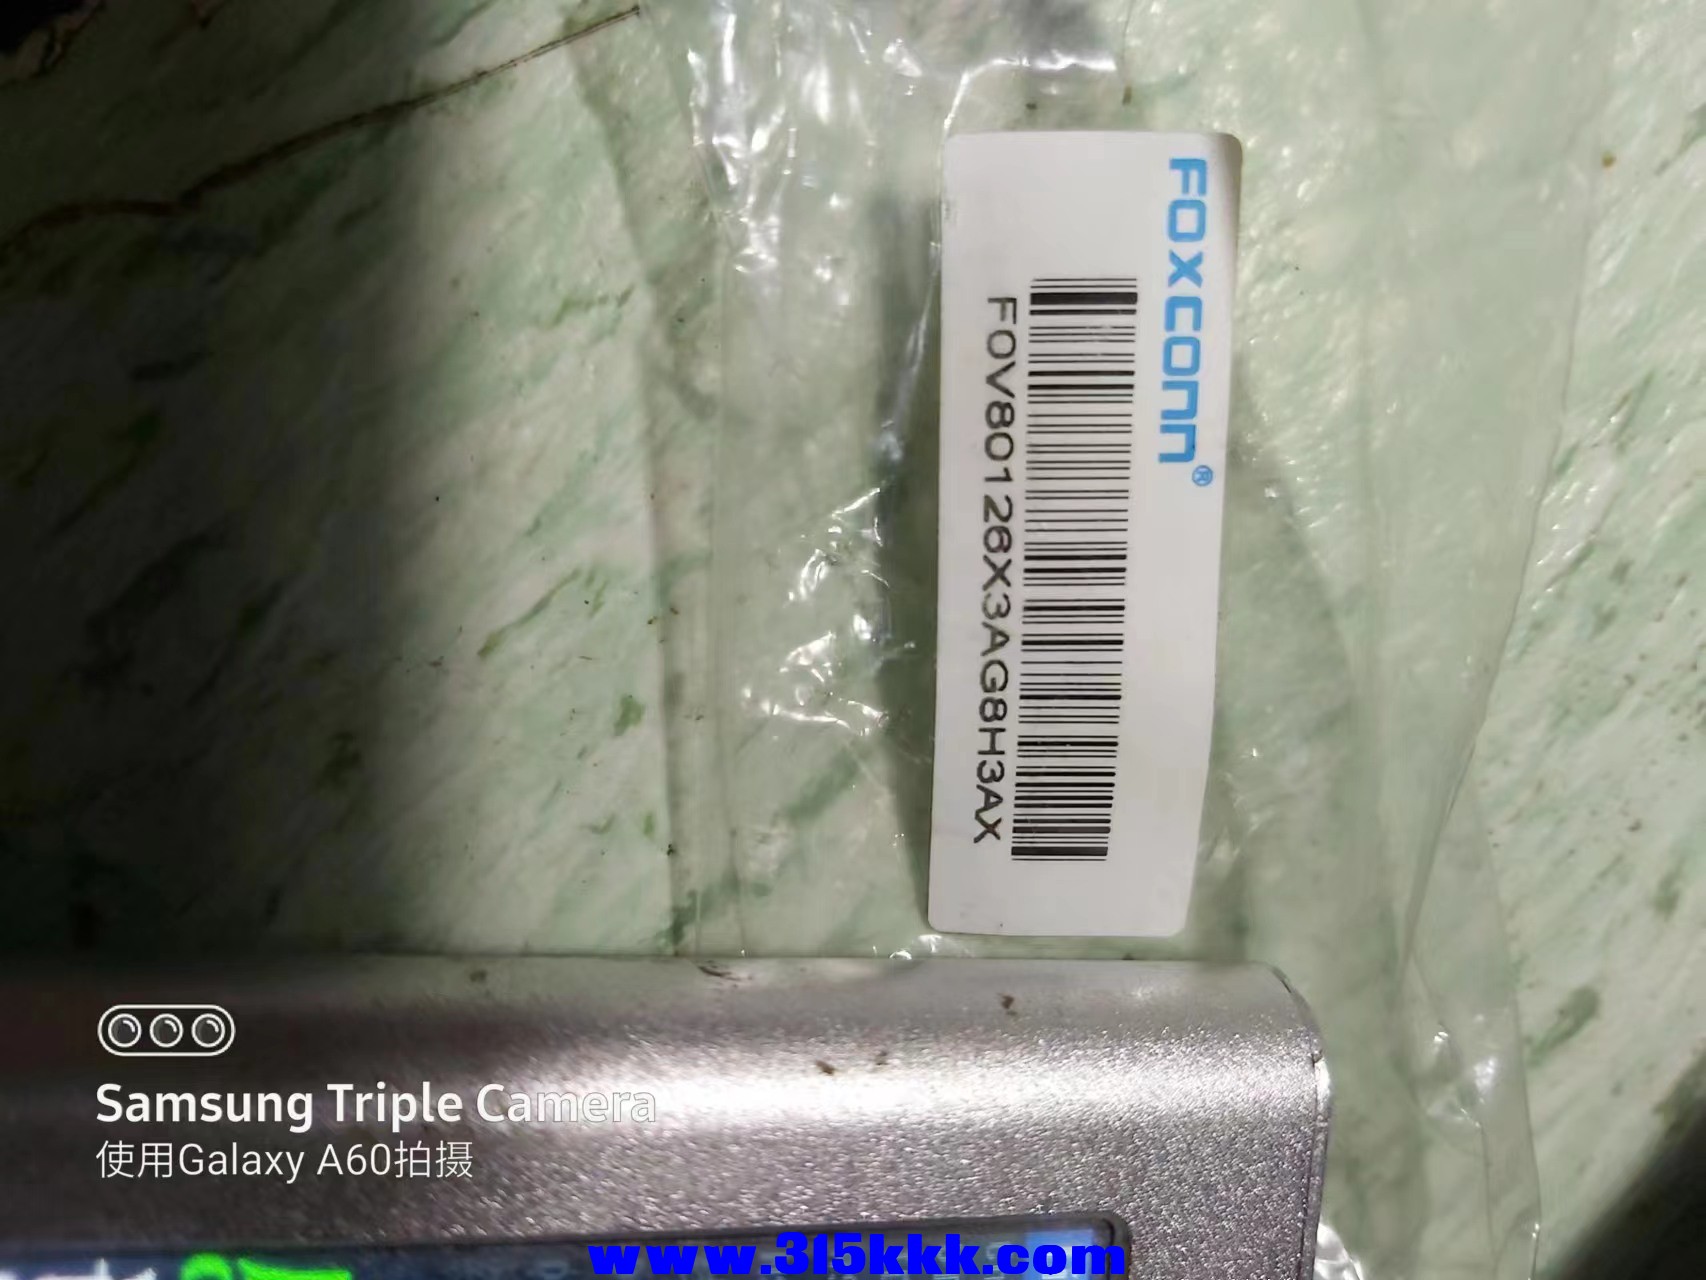 FOXCONN®
F0V80126X3AG8H3AX
Samsung Triple Camera
使用Galaxy A60拍摄
www.315kkk.com